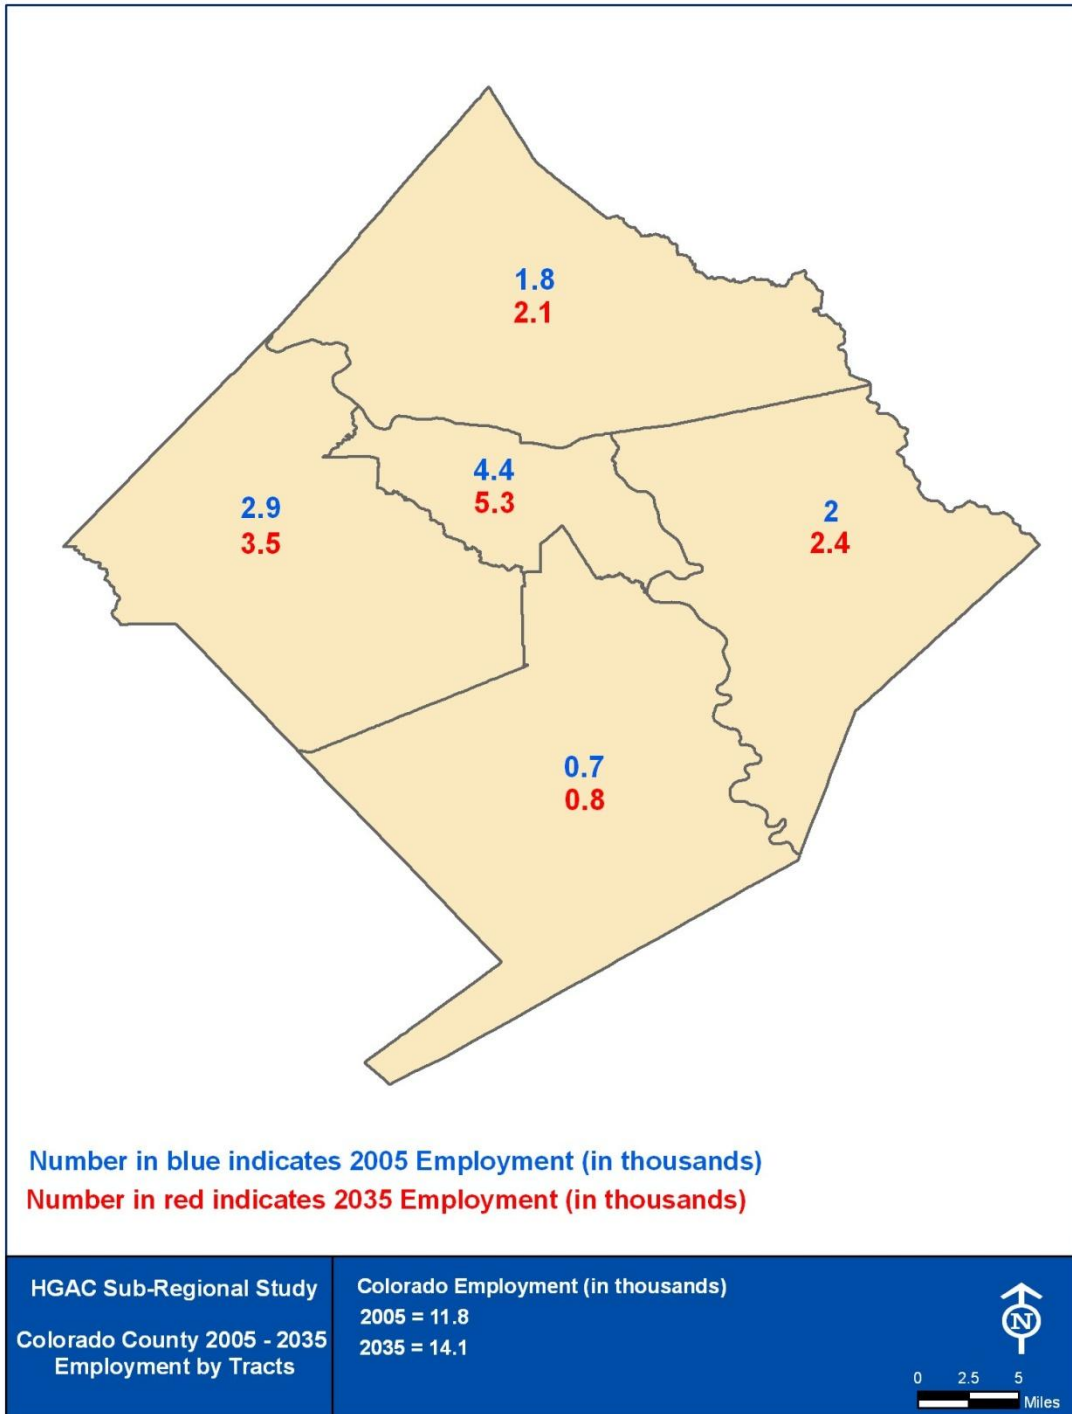 1.8
2.1
4.4
5.3
2.9
3.5
2
2.4
0.7
0.8
Number in blue indicates 2005 Employment (in thousands)
Number in red indicates 2035 Employment (in thousands)
HGAC Sub-Regional Study
Colorado County 2005 - 2035
Employment by Tracts
Colorado Employment (in thousands)
2005 = 11.8
2035 = 14.1
N
0 2.5 5
Miles